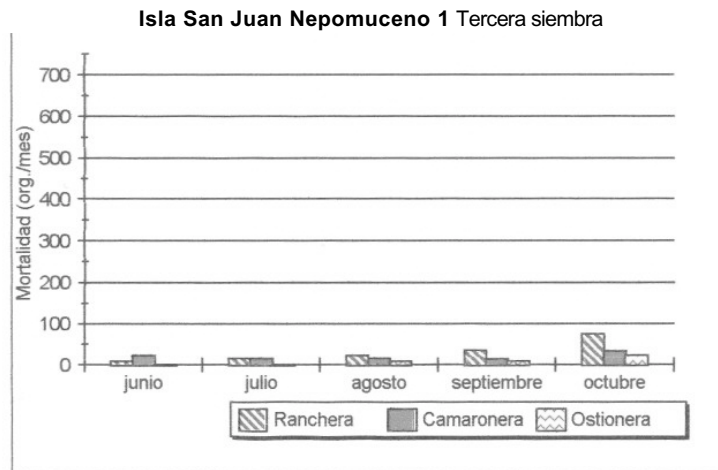 Isla San Juan Nepomuceno 1 Tercera siembra
Mortalidad (org./mes)
700
600
500
400
300
200
100
0
junio julio agosto septiembre octubre
Ranchera Camaronera Ostionera